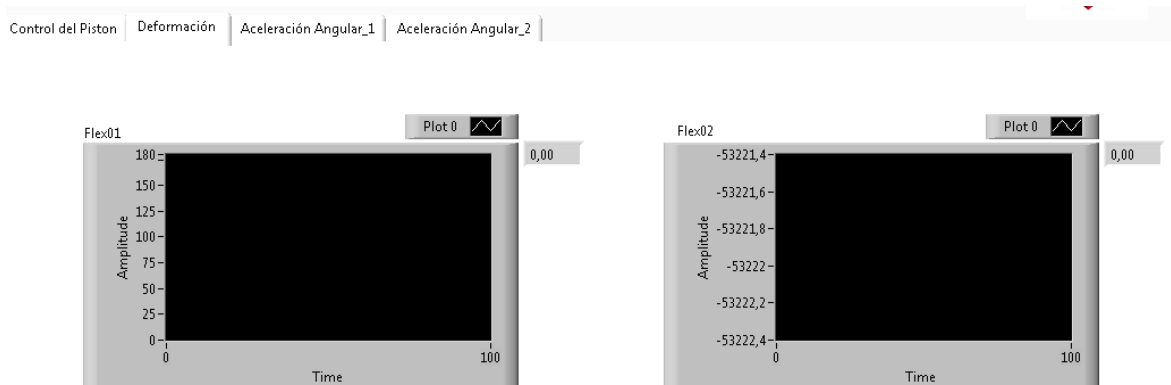 Control del Piston Deformación Aceleración Angular_1 Aceleración Angular_2
Flex01
Plot 0
0,00
180
150
125
100
75
50
25
0
Amplitude
0 100
Time
Flex02
Plot 0
0,00
-53221,4
-53221,6
-53221,8
-53222
-53222,2
-53222,4
Amplitude
0 100
Time